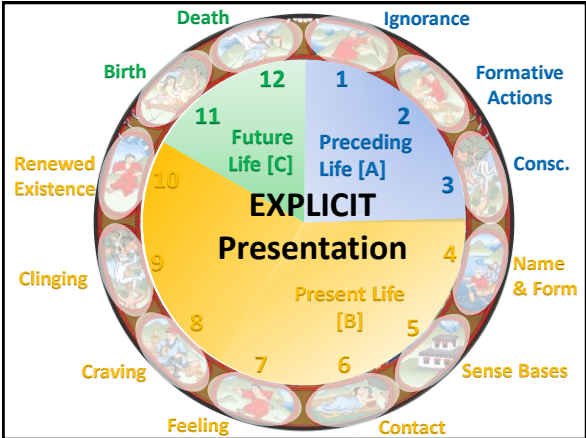 Death
Ignorance
Birth
12
1
Formative
Actions
11
2
Future
Life [C]
Preceding
Life [A]
Renewed
Existence
10
3
Consc.
EXPLICIT
Presentation
Clinging
9
4
Name
& Form
Present Life
[B]
8
5
Craving
7
6
Sense Bases
Feeling
Contact